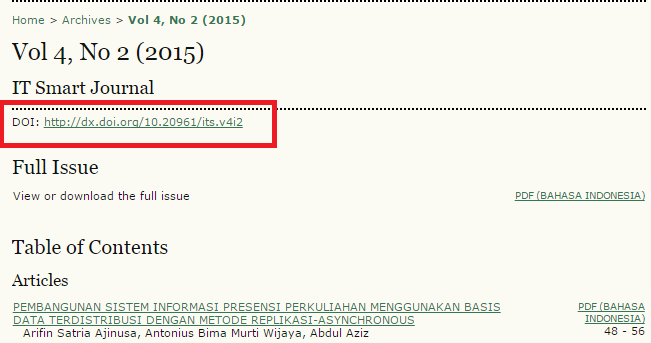 Home > Archives > Vol 4, No 2 (2015)
Vol 4, No 2 (2015)
IT Smart Journal
DOI: http://dx.doi.org/10.20961/its.v4i2
Full Issue
View or download the full issue PDF (BAHASA INDONESIA)
Table of Contents
Articles
PEMBANGUNAN SISTEM INFORMASI PRESENSI PERKULIAHAN MENGGUNAKAN BASIS PDF (BAHASA
DATA TERDISTRIBUSI DENGAN METODE REPLIKASI-ASYNCHRONOUS INDONESIA)
Arifin Satria Ajinusa, Antonius Bima Murti Wijaya, Abdul Aziz 48 - 56